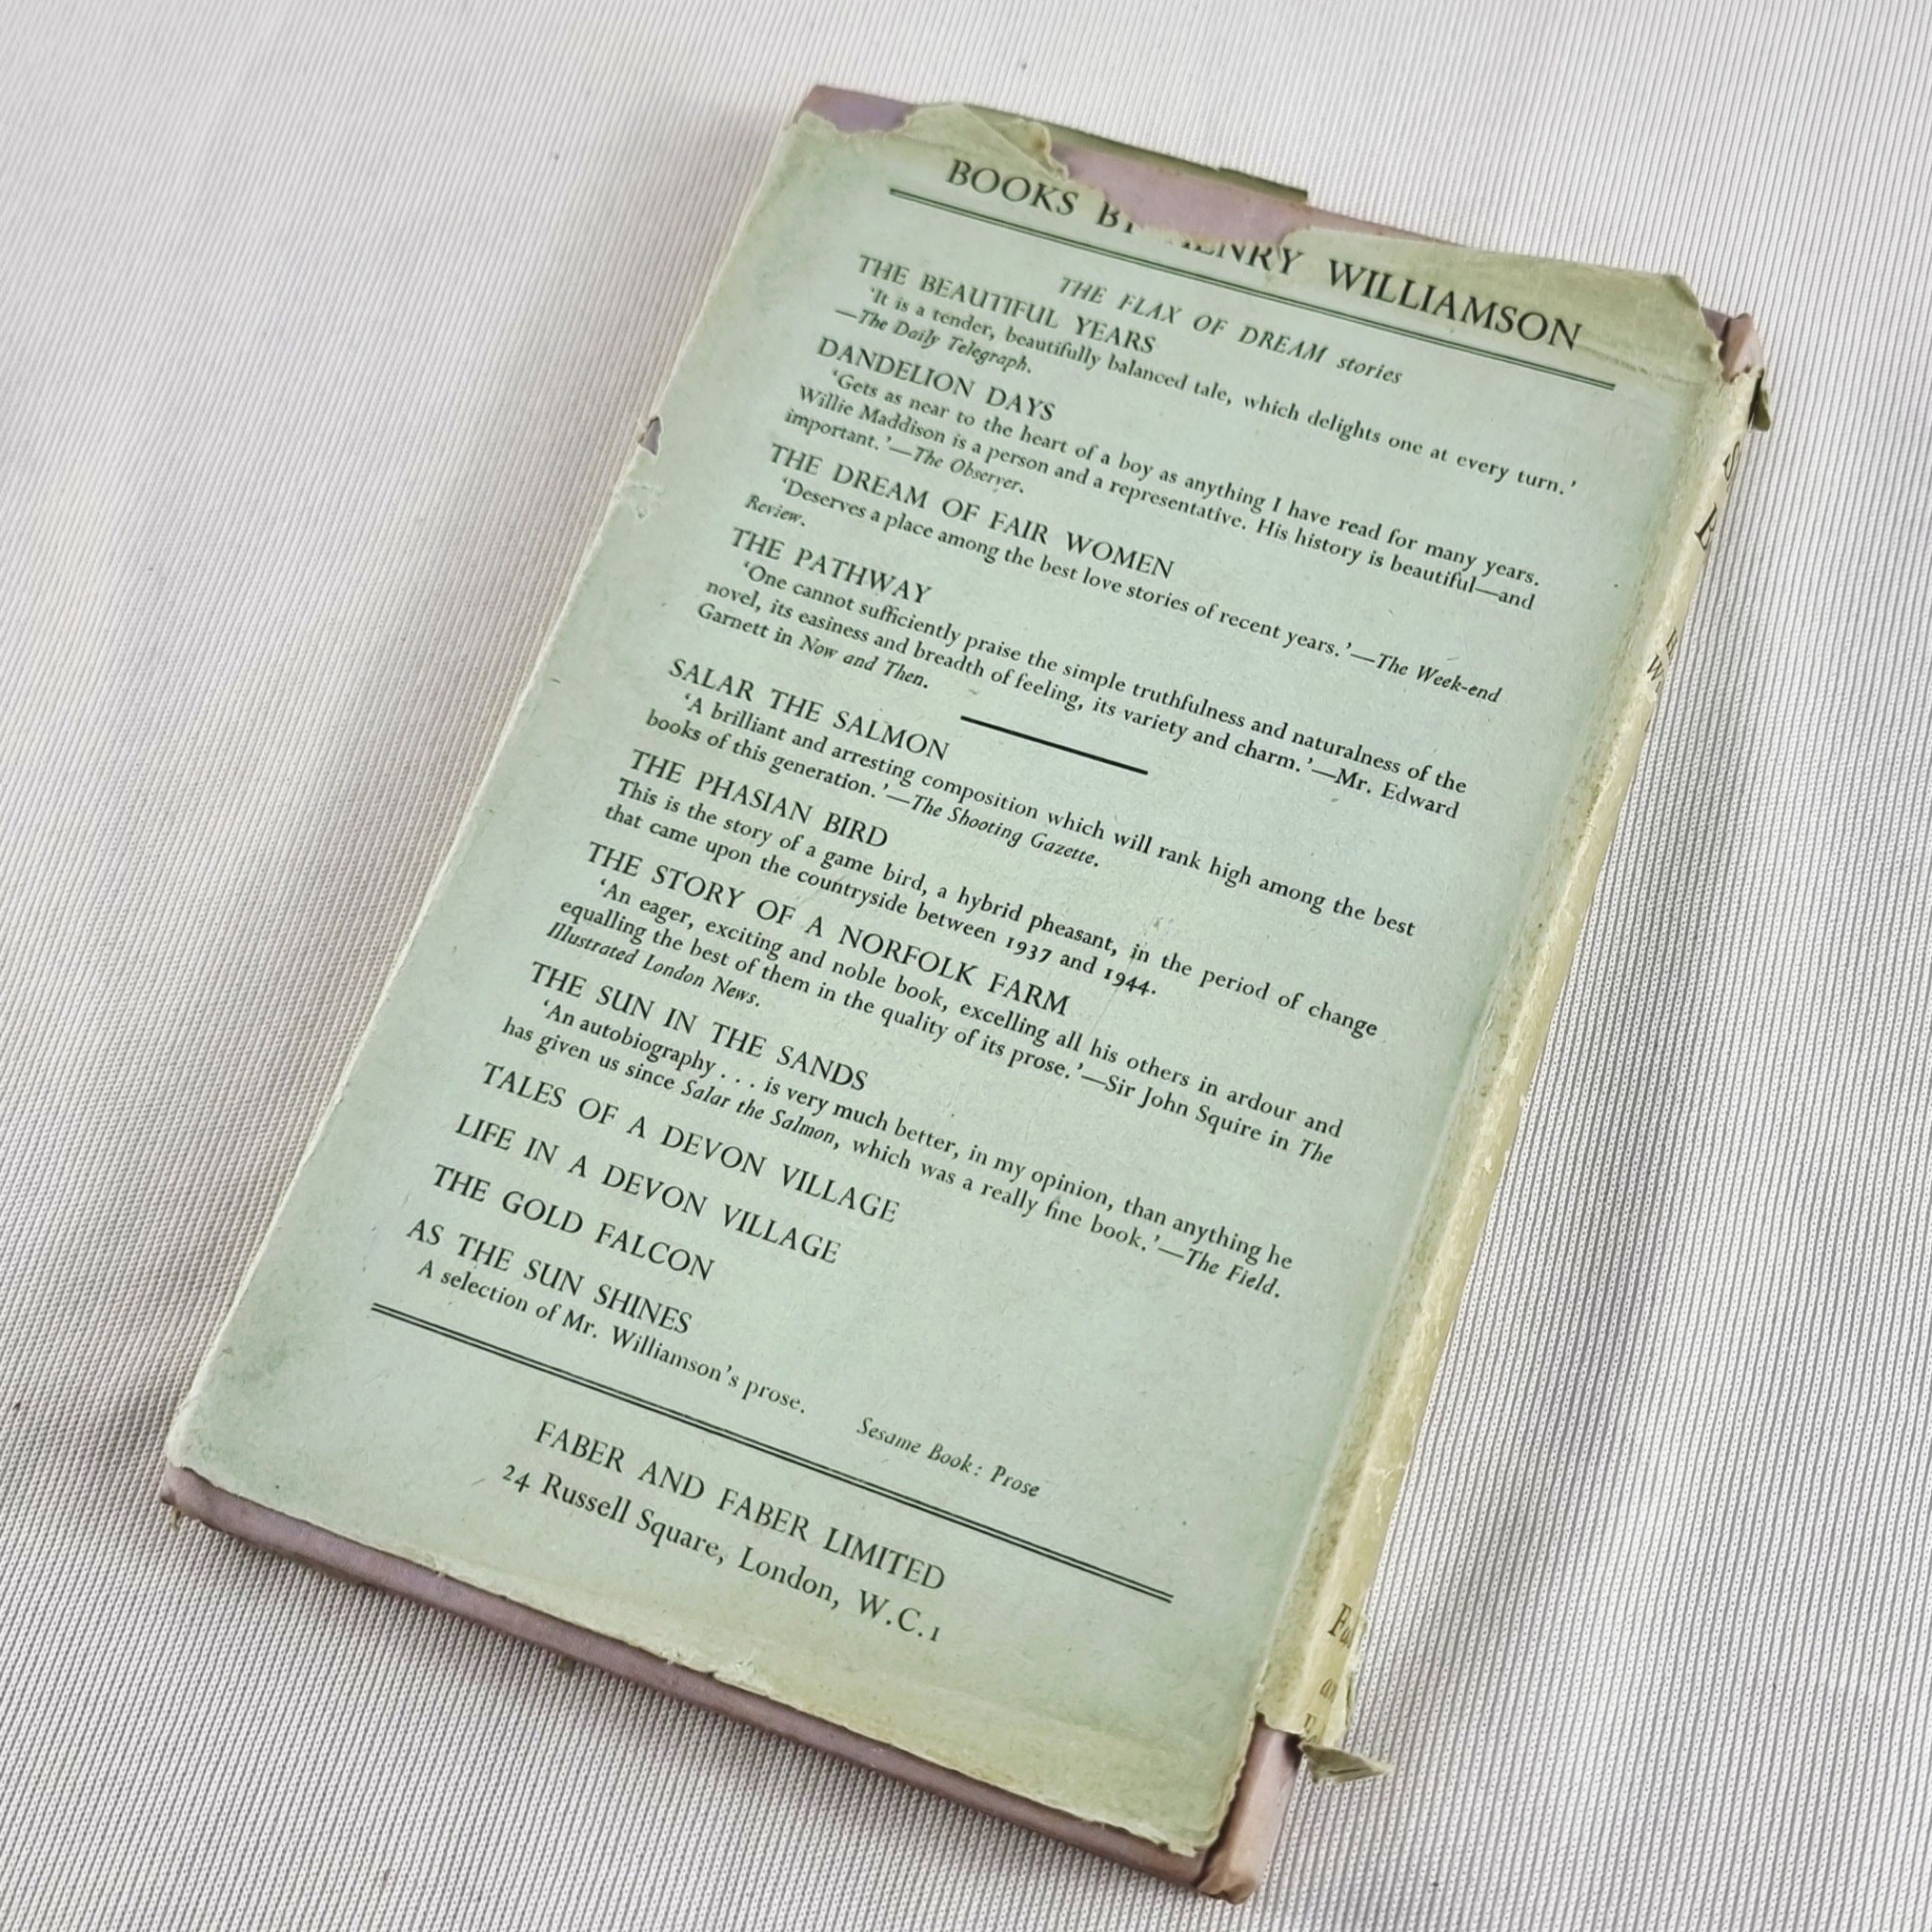 BOOKS BY HENRY WILLIAMSON
THE FLAX OF DREAM stories
THE BEAUTIFUL YEARS
'It is a tender, beautifully balanced tale, which delights one at every turn.'
—The Daily Telegraph.
DANDELION DAYS
'Gets as near to the heart of a boy as anything I have read for many years.
Willie Maddison is a person and a representative. His history is beautiful—and
important.'—The Observer.
THE DREAM OF FAIR WOMEN
'Deserves a place among the best love stories of recent years.'—The Week-end
Review.
THE PATHWAY
'One cannot sufficiently praise the simple truthfulness and naturalness of the
novel, its easiness and breadth of feeling, its variety and charm.'—Mr. Edward
Garnett in Now and Then.
SALAR THE SALMON
'A brilliant and arresting composition which will rank high among the best
books of this generation.'—The Shooting Gazette.
THE PHASIAN BIRD
This is the story of a game bird, a hybrid pheasant, in the period of change
that came upon the countryside between 1937 and 1944.
THE STORY OF A NORFOLK FARM
'An eager, exciting and noble book, excelling all his others in ardour and
equalling the best of them in the quality of its prose.'—Sir John Squire in The
Illustrated London News.
THE SUN IN THE SANDS
'An autobiography . . . is very much better, in my opinion, than anything he
has given us since Salar the Salmon, which was a really fine book.'—The Field.
TALES OF A DEVON VILLAGE
LIFE IN A DEVON VILLAGE
THE GOLD FALCON
AS THE SUN SHINES
A selection of Mr. Williamson's prose.
Sesame Book: Prose
FABER AND FABER LIMITED
24 Russell Square, London, W.C.1